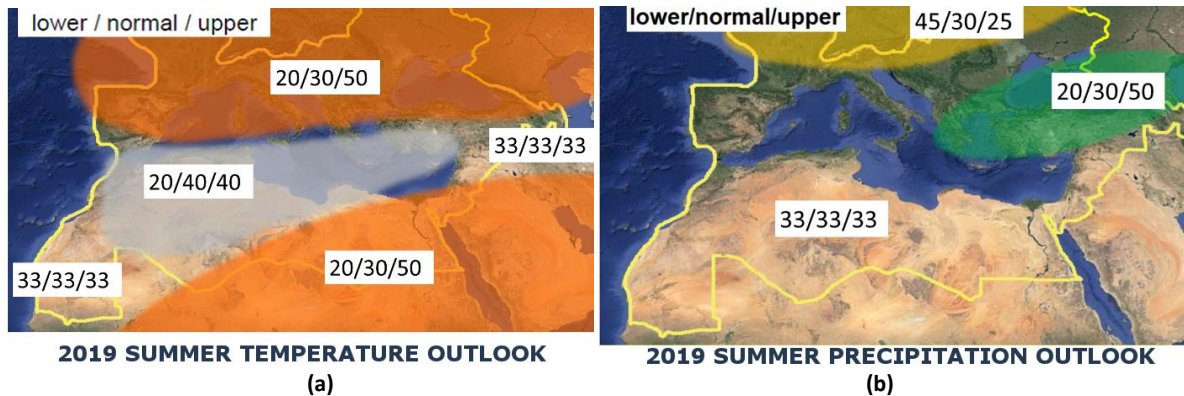 lower / normal / upper
20/30/50
33/33/33
20/40/40
20/30/50
33/33/33
2019 SUMMER TEMPERATURE OUTLOOK
(a)
lower/normal/upper
45/30/25
20/30/50
33/33/33
2019 SUMMER PRECIPITATION OUTLOOK
(b)